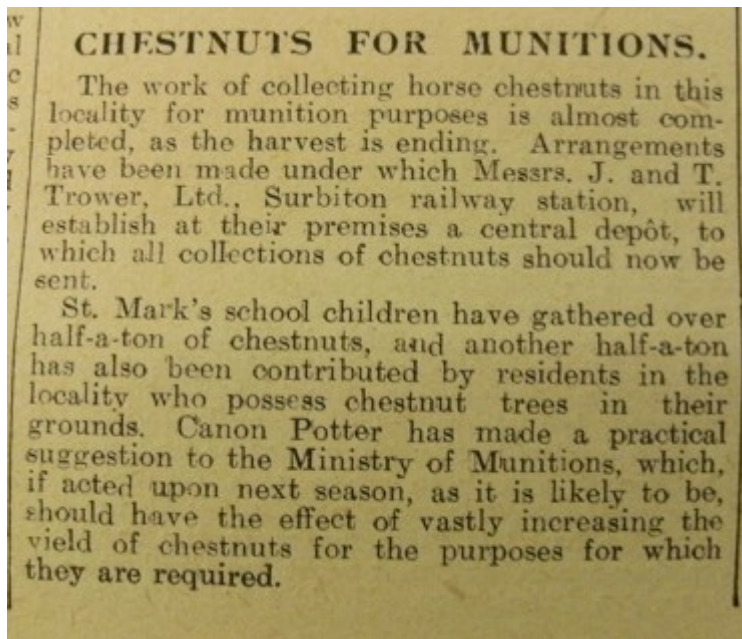 CHESTNUTS FOR MUNITIONS.
The work of collecting horse chestnuts in this
locality for munition purposes is almost com-
pleted, as the harvest is ending. Arrangements
have been made under which Messrs. J. and T.
Trower, Ltd., Surbiton railway station, will
establish at their premises a central depôt, to
which all collections of chestnuts should now be
sent.
St. Mark's school children have gathered over
half-a-ton of chestnuts, and another half-a-ton
has also been contributed by residents in the
locality who possess chestnut trees in their
grounds. Canon Potter has made a practical
suggestion to the Ministry of Munitions, which,
if acted upon next season, as it is likely to be,
should have the effect of vastly increasing the
yield of chestnuts for the purposes for which
they are required.